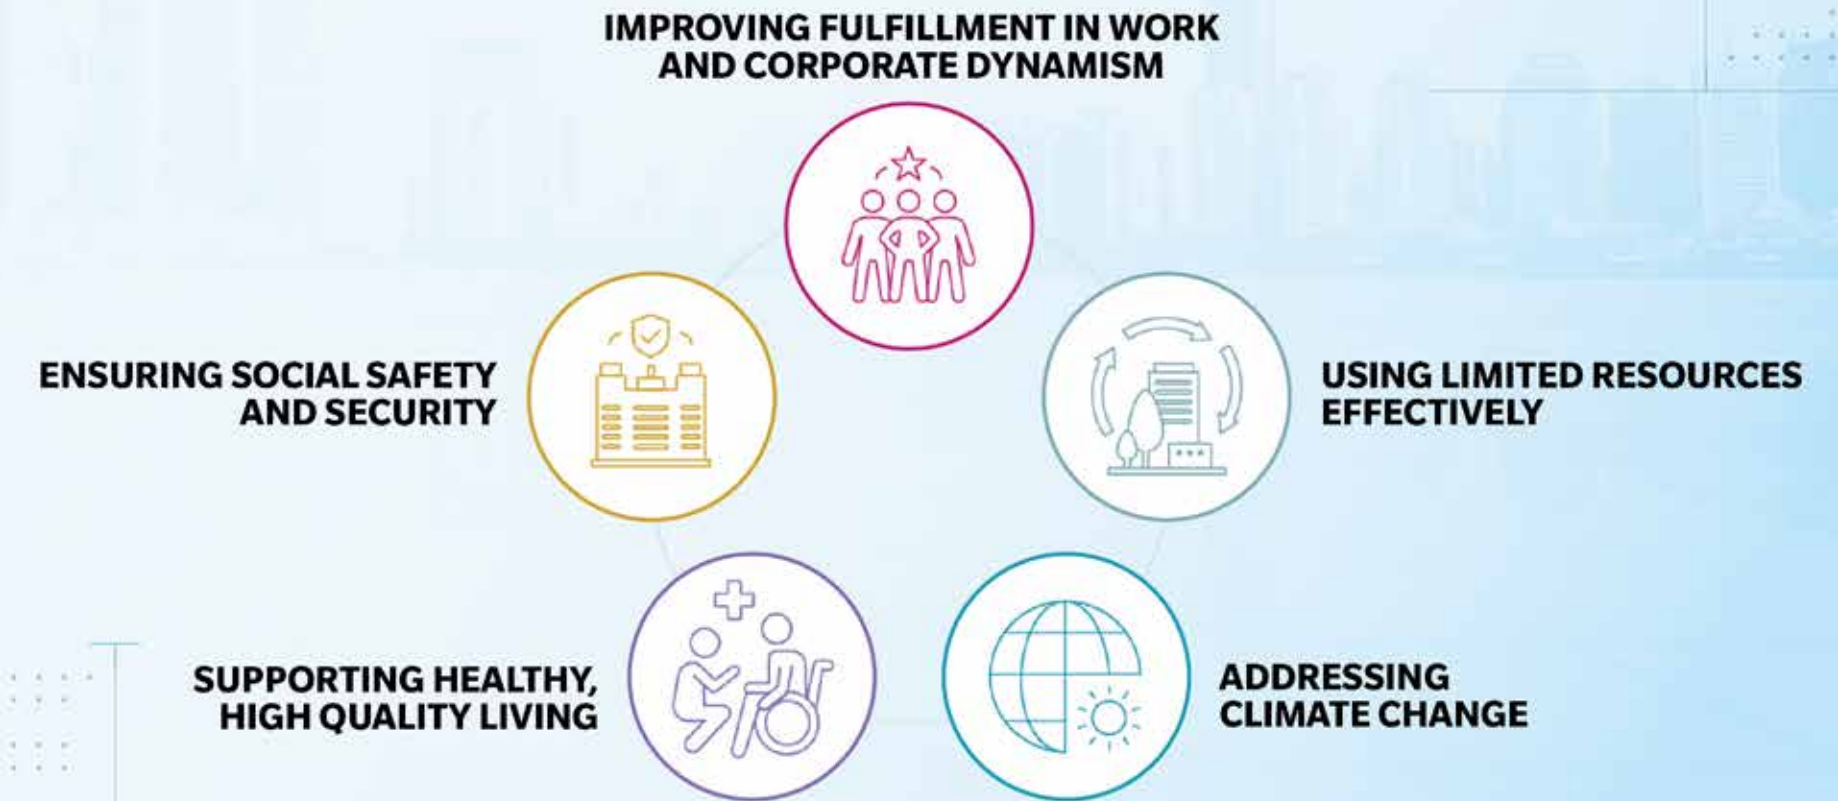 IMPROVING FULFILLMENT IN WORK
AND CORPORATE DYNAMISM
ENSURING SOCIAL SAFETY
AND SECURITY
USING LIMITED RESOURCES
EFFECTIVELY
SUPPORTING HEALTHY,
HIGH QUALITY LIVING
ADDRESSING
CLIMATE CHANGE